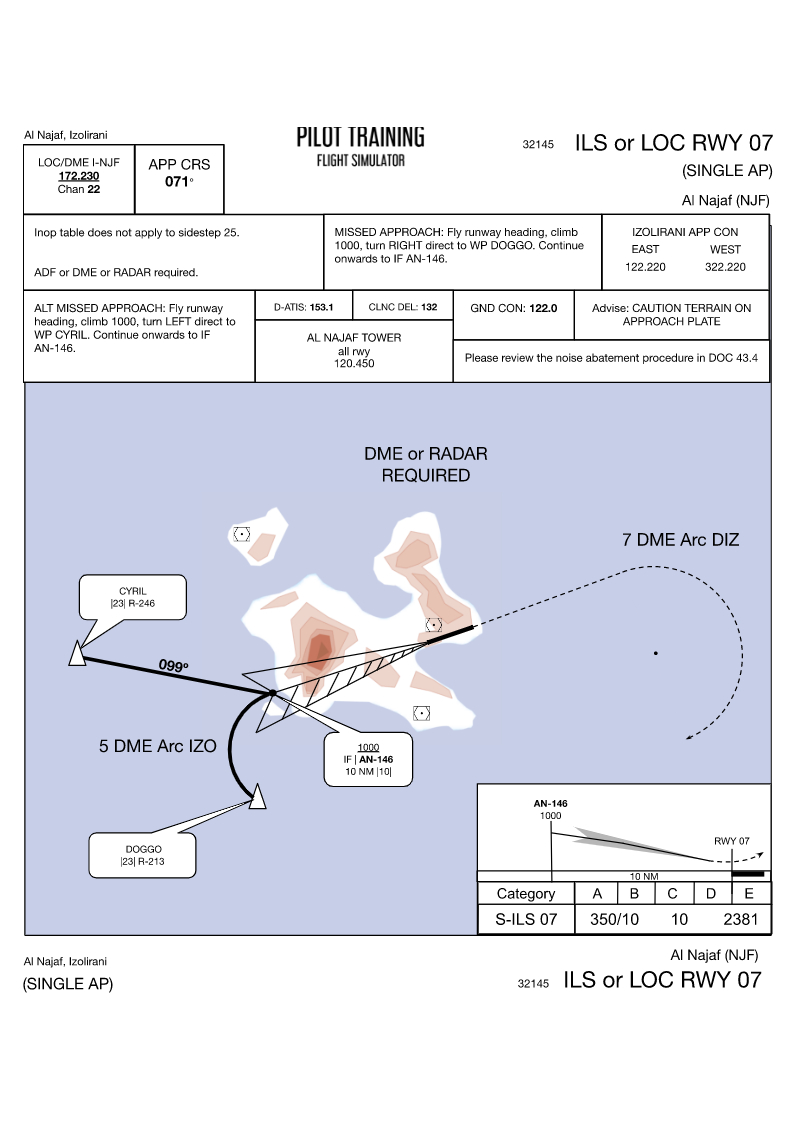 Al Najaf, Izolirani
PILOT TRAINING
FLIGHT SIMULATOR
32145
ILS or LOC RWY 07
(SINGLE AP)
Al Najaf (NJF)
LOC/DME I-NJF
172.230
Chan 22
APP CRS
071°
Inop table does not apply to sidestep 25.
ADF or DME or RADAR required.
MISSED APPROACH: Fly runway heading, climb
1000, turn RIGHT direct to WP DOGGO. Continue
onwards to IF AN-146.
IZOLIRANI APP CON
EAST WEST
122.220 322.220
ALT MISSED APPROACH: Fly runway
heading, climb 1000, turn LEFT direct to
WP CYRIL. Continue onwards to IF
AN-146.
D-ATIS: 153.1
CLNC DEL: 132
AL NAJAF TOWER
all rwy
120.450
GND CON: 122.0
Advise: CAUTION TERRAIN ON
APPROACH PLATE
Please review the noise abatement procedure in DOC 43.4
DME or RADAR
REQUIRED
7 DME Arc DIZ
CYRIL
|23| R-246
099º
5 DME Arc IZO
1000
IF | AN-146
10 NM |10|
DOGGO
|23| R-213
AN-146
1000
RWY 07
10 NM
Category A B C D E
S-ILS 07 350/10 10 2381
Al Najaf, Izolirani
(SINGLE AP)
Al Najaf (NJF)
32145
ILS or LOC RWY 07